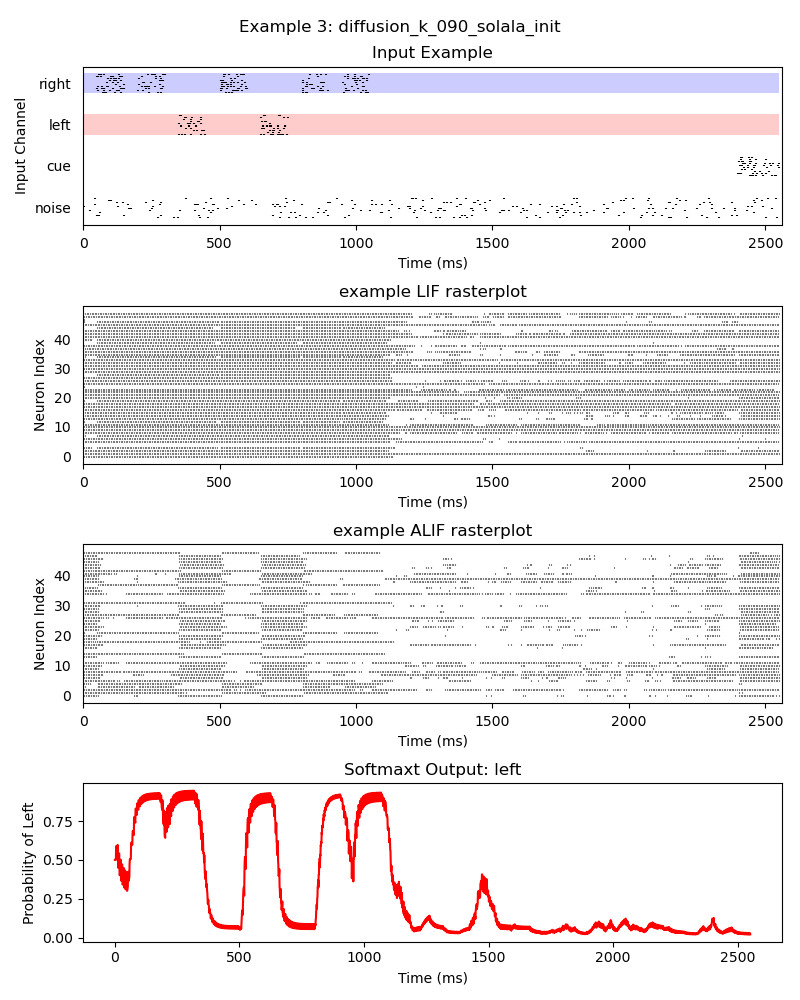 Example 3: diffusion_k_090_solala_init
Input Example
Input Channel
right
left
cue
noise
0 500 1000 1500 2000 2500
Time (ms)
example LIF rasterplot
Neuron Index
40
30
20
10
0
0 500 1000 1500 2000 2500
Time (ms)
example ALIF rasterplot
Neuron Index
40
30
20
10
0
0 500 1000 1500 2000 2500
Time (ms)
Softmaxt Output: left
Probability of Left
0.75
0.50
0.25
0.00
0 500 1000 1500 2000 2500
Time (ms)